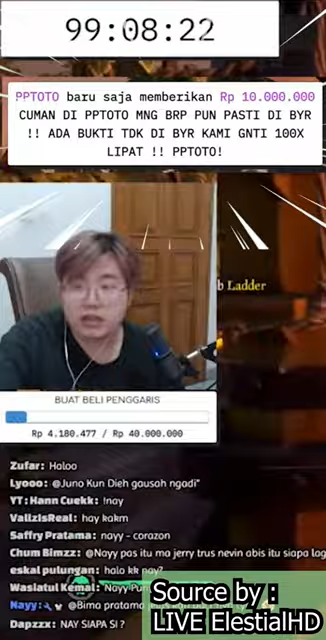 99:08:22
PPTOTO baru saja memberikan Rp 10.000.000
CUMAN DI PPTOTO MNG BRP PUN PASTI DI BYR
!! ADA BUKTI TDK DI BYR KAMI GNTI 100X
LIPAT !! PPTOTO!
b Ladder
BUAT BELI PENGGARIS
Rp 4.180.477 / Rp 40.000.000
Zufar: Haloo
Lyooo: @Juno Kun Dieh gausah ngadi"
YT: Hann Cuekk: !nay
ValizIsReal: hay kakm
Saffry Pratama: nayy - corazon
Chum Bimzz: @Nayy pas itu ma jerry trus nevin abis itu siapa lag
eskal pulungan: halo kk nay?
Wasiatul Kemal: Nayy Pun
Nayy: @Bima pratama
Dapzzx: NAY SIAPA SI ?
Source by :
LIVE ElestialHD